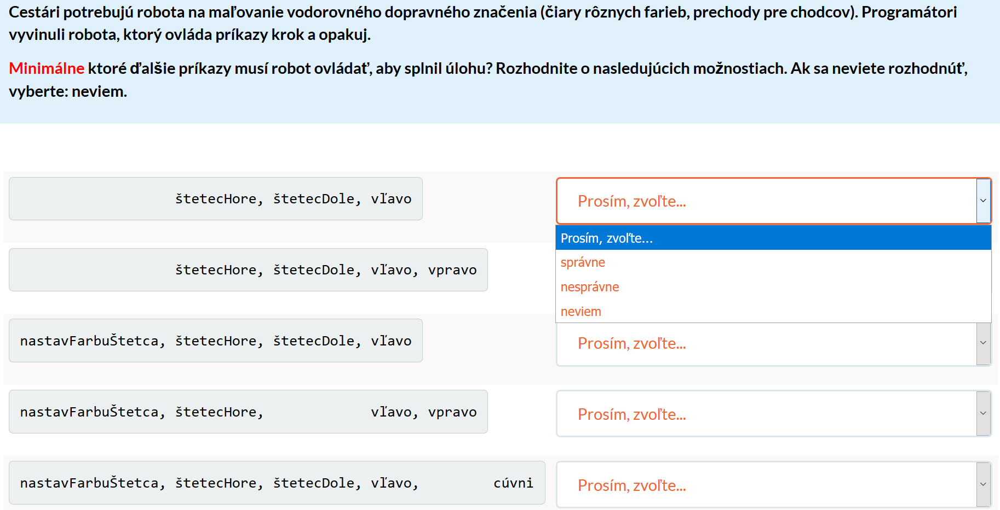 Cestári potrebujú robota na maľovanie vodorovného dopravného značenia (čiary rôznych farieb, prechody pre chodcov). Programátori
vyvinuli robota, ktorý ovláda príkazy krok a opakuj.
Minimálne ktoré ďalšie príkazy musí robot ovládať, aby splnil úlohu? Rozhodnite o nasledujúcich možnostiach. Ak sa neviete rozhodnúť,
vyberte: neviem.
štetecHore, štetecDole, vľavo
Prosím, zvoľte...
Prosím, zvoľte...
správne
nesprávne
neviem
štetecHore, štetecDole, vľavo, vpravo
nastavFarbuŠtetca, štetecHore, štetecDole, vľavo
Prosím, zvoľte...
nastavFarbuŠtetca, štetecHore, vľavo, vpravo
Prosím, zvoľte...
nastavFarbuŠtetca, štetecHore, štetecDole, vľavo, cúvni
Prosím, zvoľte...